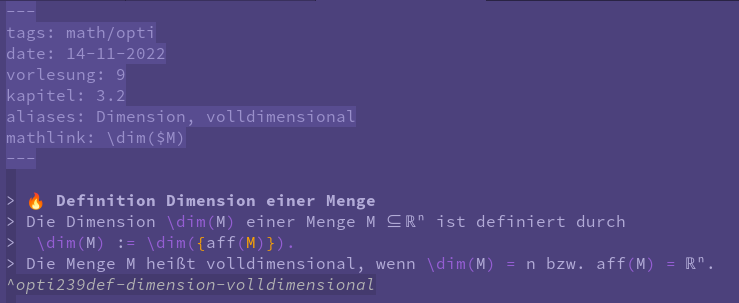 ---
tags: math/opti
date: 14-11-2022
vorlesung: 9
kapitel: 3.2
aliases: Dimension, volldimensional
mathlink: \dim($M)
---
> 🔥 Definition Dimension einer Menge
> Die Dimension \dim(M) einer Menge M ⊆ℝⁿ ist definiert durch
>  \dim(M) := \dim({aff(M)}).
> Die Menge M heißt volldimensional, wenn \dim(M) = n bzw. aff(M) = ℝⁿ.
^opti239def-dimension-volldimensional